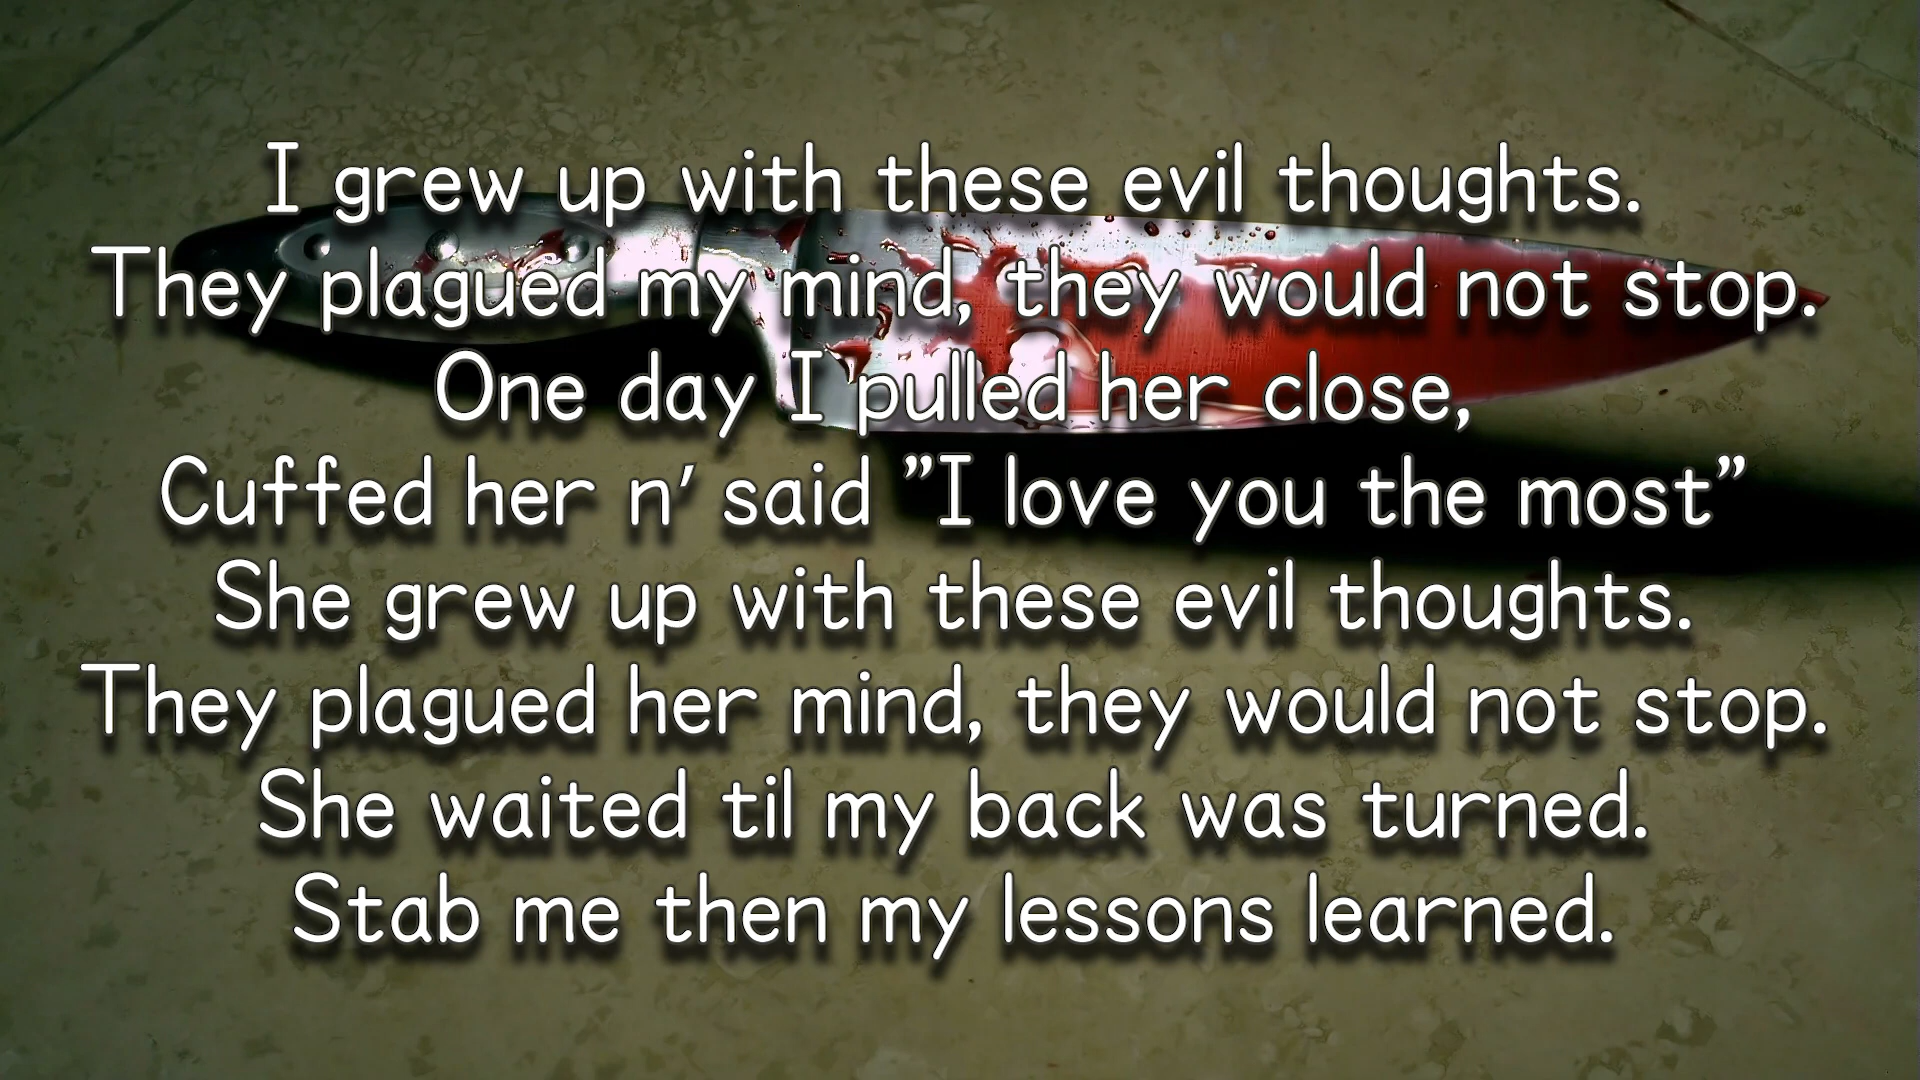 I grew up with these evil thoughts.
They plagued my mind, they would not stop.
One day I pulled her close,
Cuffed her n' said ”I love you the most”
She grew up with these evil thoughts.
They plagued her mind, they would not stop.
She waited til my back was turned.
Stab me then my lessons learned.